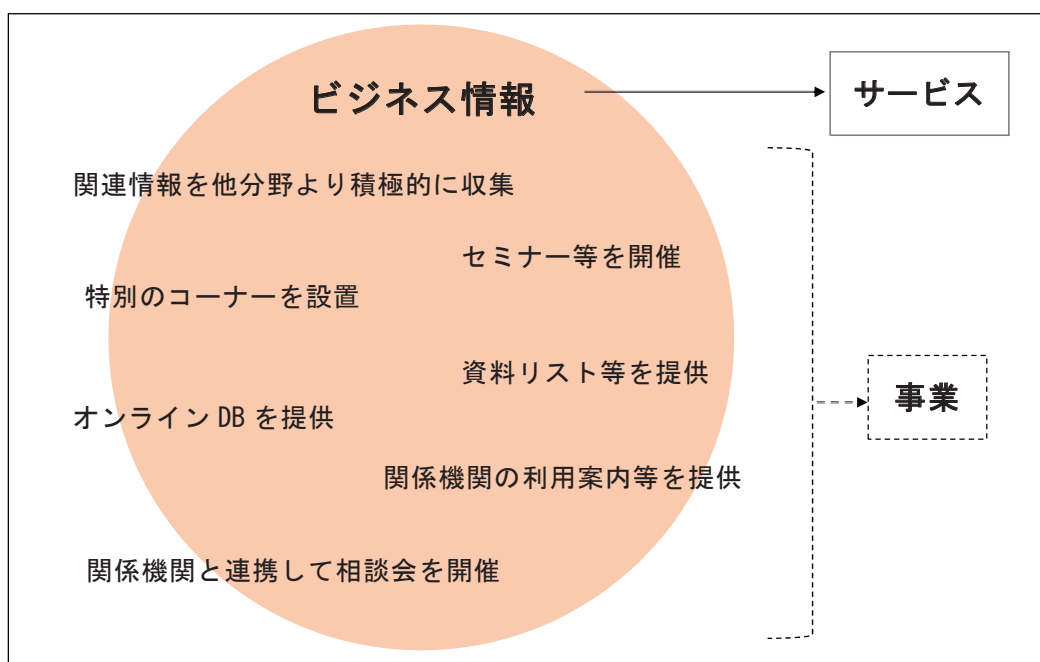 ビジネス情報
サービス
関連情報を他分野より積極的に収集
セミナー等を開催
特別のコーナーを設置
資料リスト等を提供
事業
オンライン DB を提供
関係機関の利用案内等を提供
関係機関と連携して相談会を開催